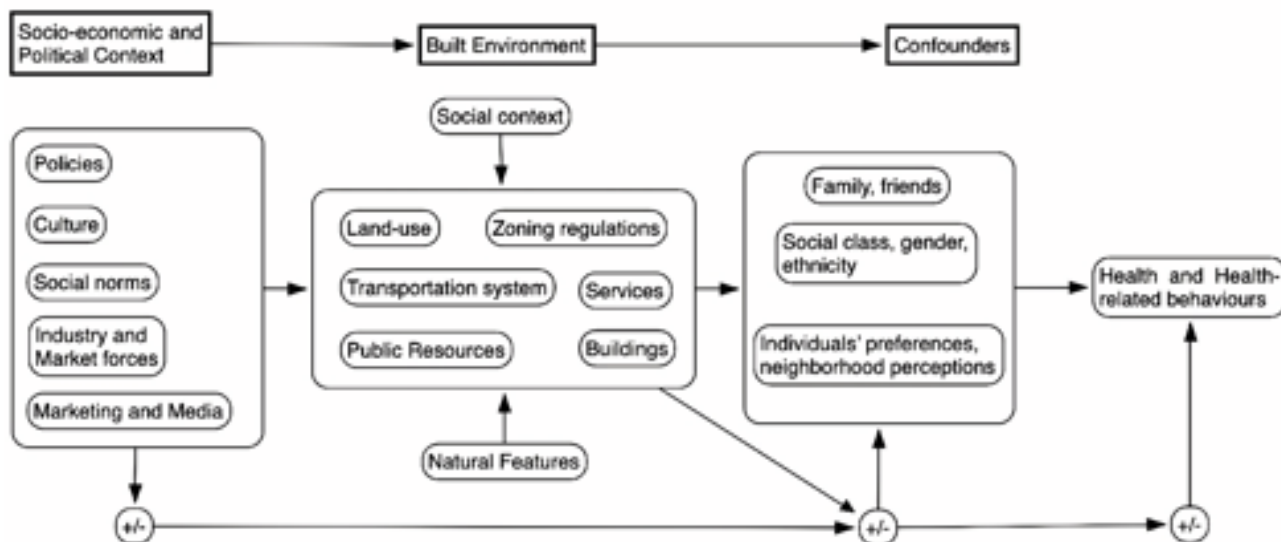 Socio-economic and
Political Context
Built Environment
Confounders
Social context
Policies
Culture
Social norms
Industry and
Market forces
Marketing and Media
Land-use
Zoning regulations
Transportation system
Services
Public Resources
Buildings
Natural Features
Family, friends
Social class, gender,
ethnicity
Individuals' preferences,
neighborhood perceptions
Health and Health-
related behaviours
+/-
+/-
+/-